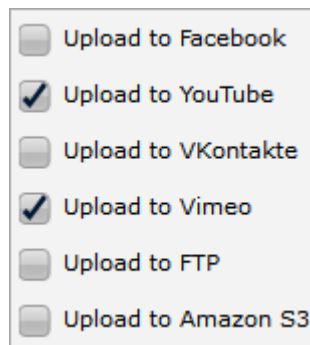 Upload to Facebook
Upload to YouTube
Upload to VKontakte
Upload to Vimeo
Upload to FTP
Upload to Amazon S3